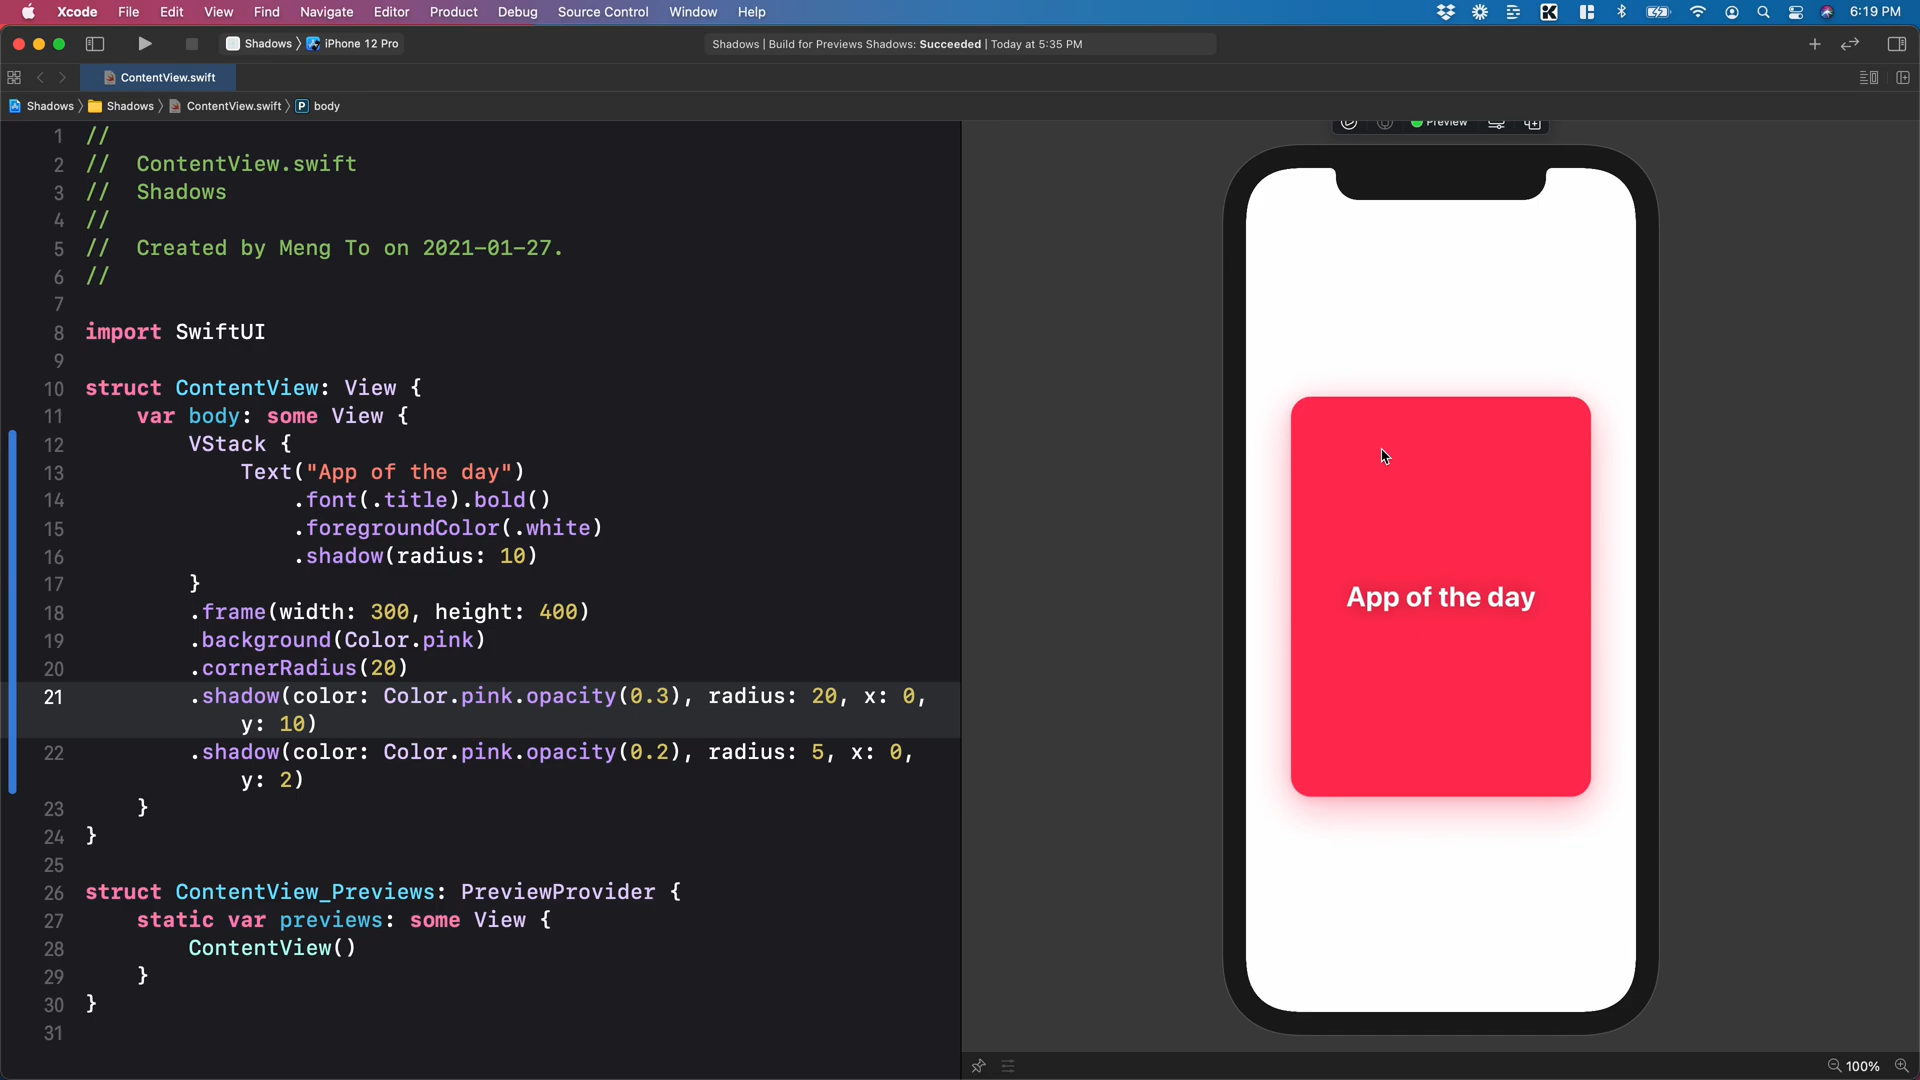 Xcode File Edit View Find Navigate Editor Product Debug Source Control Window Help 6:19 PM
Shadows iPhone 12 Pro Shadows | Build for Previews Shadows: Succeeded | Today at 5:35 PM
ContentView.swift
Shadows Shadows ContentView.swift P body
Preview
1 //
2 // ContentView.swift
3 // Shadows
4 //
5 // Created by Meng To on 2021-01-27.
6 //
7
8 import SwiftUI
9
10 struct ContentView: View {
11 var body: some View {
12 VStack {
13 Text("App of the day")
14 .font(.title).bold()
15 .foregroundColor(.white)
16 .shadow(radius: 10)
17 }
18 .frame(width: 300, height: 400)
19 .background(Color.pink)
20 .cornerRadius(20)
21 .shadow(color: Color.pink.opacity(0.3), radius: 20, x: 0,
y: 10)
22 .shadow(color: Color.pink.opacity(0.2), radius: 5, x: 0,
y: 2)
23 }
24 }
25
26 struct ContentView_Previews: PreviewProvider {
27 static var previews: some View {
28 ContentView()
29 }
30 }
31
App of the day
100%